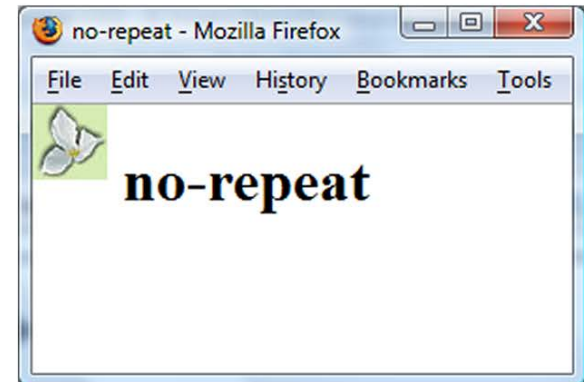 no-repeat - Mozilla Firefox
File Edit View History Bookmarks Tools
no-repeat